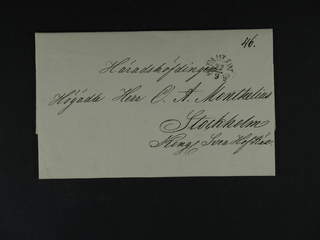 46.
Häradshöfdingen
Högädle Herr C. A. Montelius
Stockholm
Kongl Svea Hofrätt